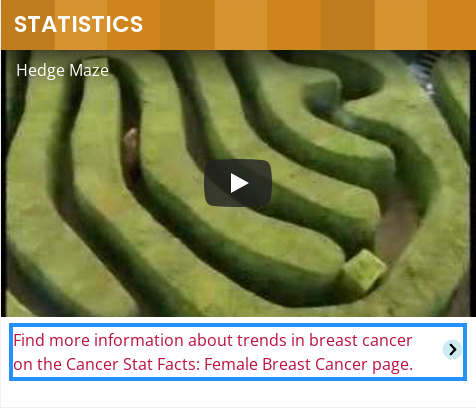 STATISTICS
Hedge Maze
Find more information about trends in breast cancer
on the Cancer Stat Facts: Female Breast Cancer page.